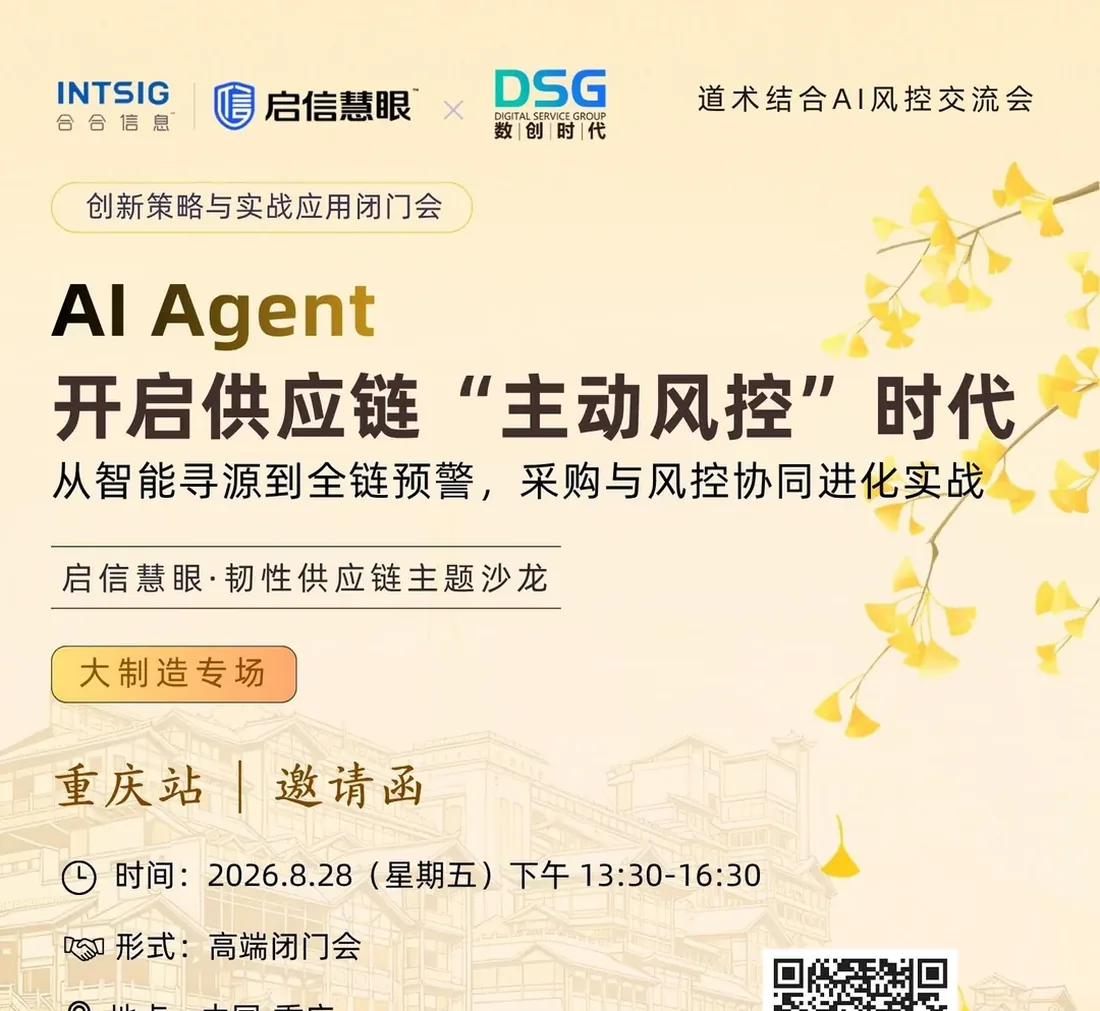 INTSIG
合合信息
启信慧眼
×
DSG
DIGITAL SERVICE GROUP
数|创|时|代
道术结合AI风控交流会
创新策略与实战应用闭门会
AI Agent
开启供应链“主动风控”时代
从智能寻源到全链预警，采购与风控协同进化实战
启信慧眼·韧性供应链主题沙龙
大制造专场
重庆站 | 邀请函
时间：2026.8.28（星期五）下午 13:30-16:30
形式：高端闭门会